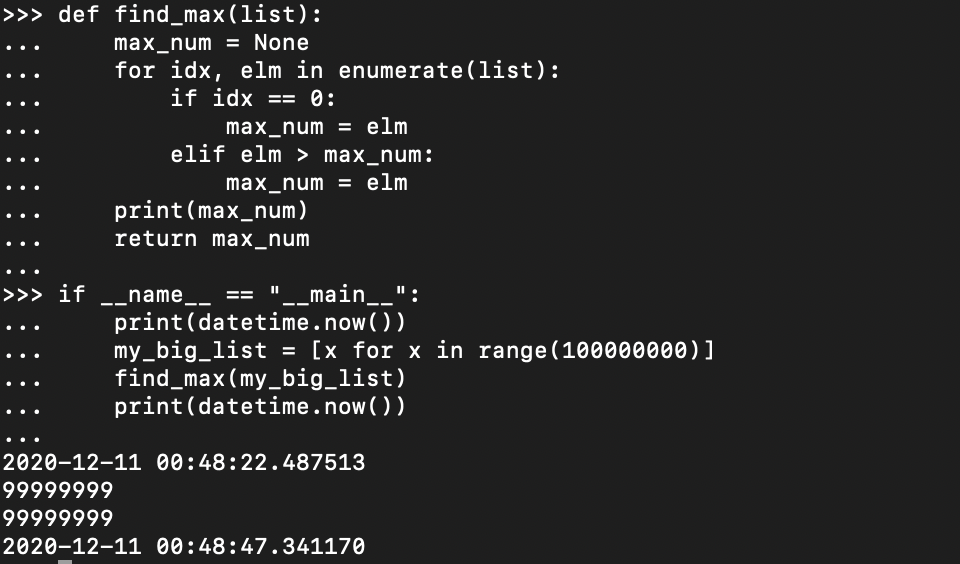 >>> def find_max(list):
...     max_num = None
...     for idx, elm in enumerate(list):
...         if idx == 0:
...             max_num = elm
...         elif elm > max_num:
...             max_num = elm
...     print(max_num)
...     return max_num
...
>>> if __name__ == "__main__":
...     print(datetime.now())
...     my_big_list = [x for x in range(100000000)]
...     find_max(my_big_list)
...     print(datetime.now())
...
2020-12-11 00:48:22.487513
99999999
99999999
2020-12-11 00:48:47.341170